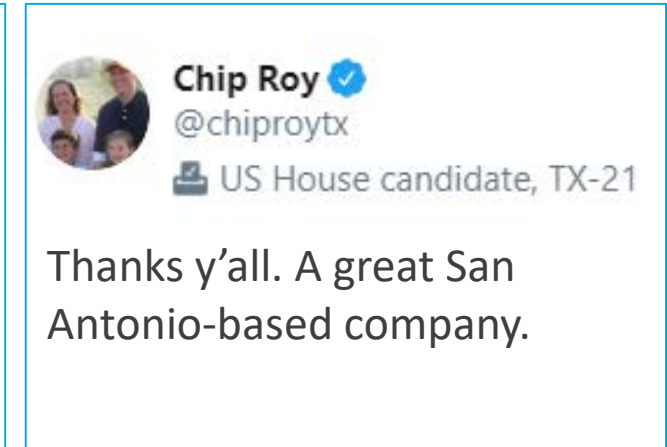 Chip Roy
@chiproytx
US House candidate, TX-21
Thanks y’all. A great San
Antonio-based company.